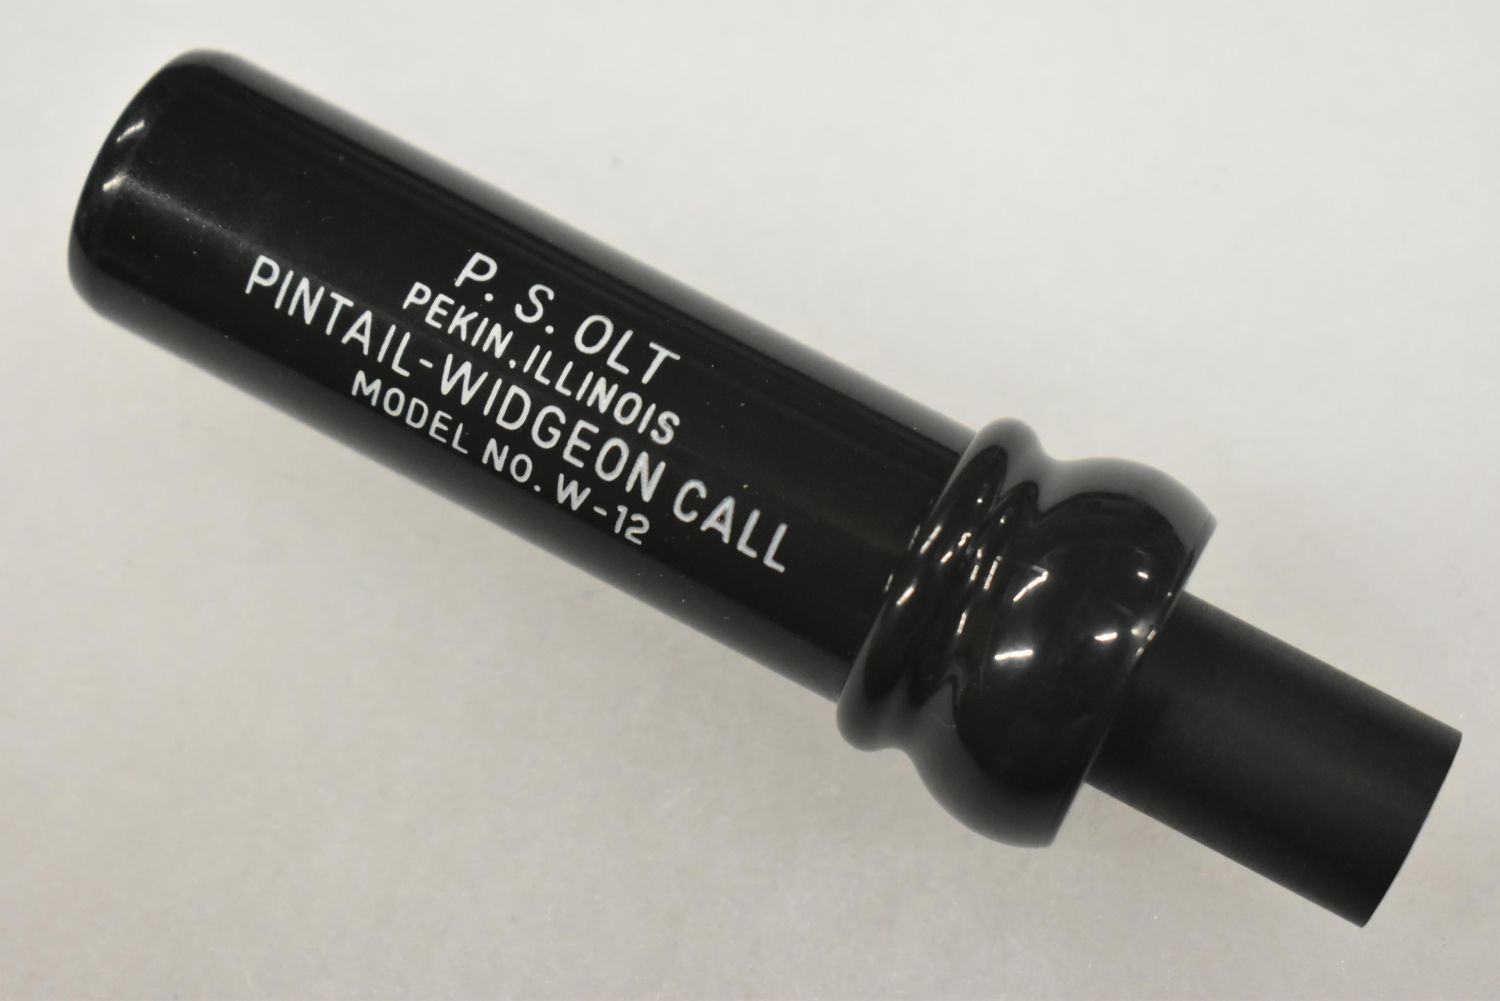 P. S. OLT
PEKIN, ILLINOIS
PINTAIL-WIDGEON CALL
MODEL NO. W-12